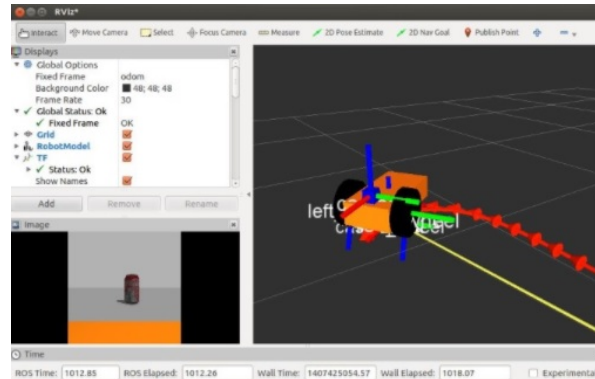 RViz*
Interact Move Camera Select Focus Camera Measure 2D Pose Estimate 2D Nav Goal Publish Point
Displays
Global Options
Fixed Frame odom
Background Color 48; 48; 48
Frame Rate 30
Global Status: Ok
Fixed Frame OK
Grid
RobotModel
TF
Status: Ok
Show Names
Add Remove Rename
Image
left
Time
ROS Time: 1012.85 ROS Elapsed: 1012.26 Wall Time: 1407425054.57 Wall Elapsed: 1018.07 Experimenta